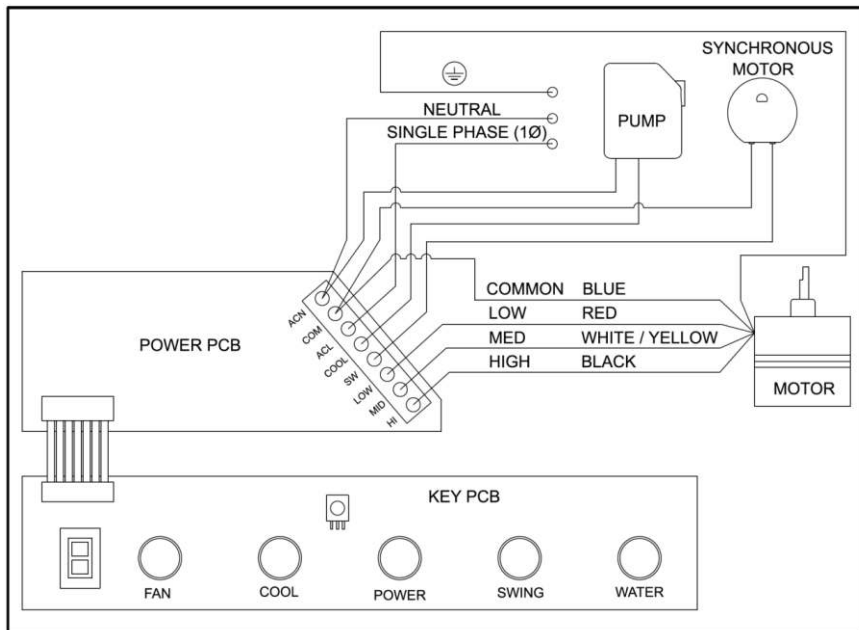 SYNCHRONOUS
MOTOR
NEUTRAL
SINGLE PHASE (1Ø)
PUMP
COMMON BLUE
LOW RED
MED WHITE / YELLOW
HIGH BLACK
MOTOR
POWER PCB
ACN
COM
ACL
COOL
SW
LOW
MID
HI
KEY PCB
FAN
COOL
POWER
SWING
WATER